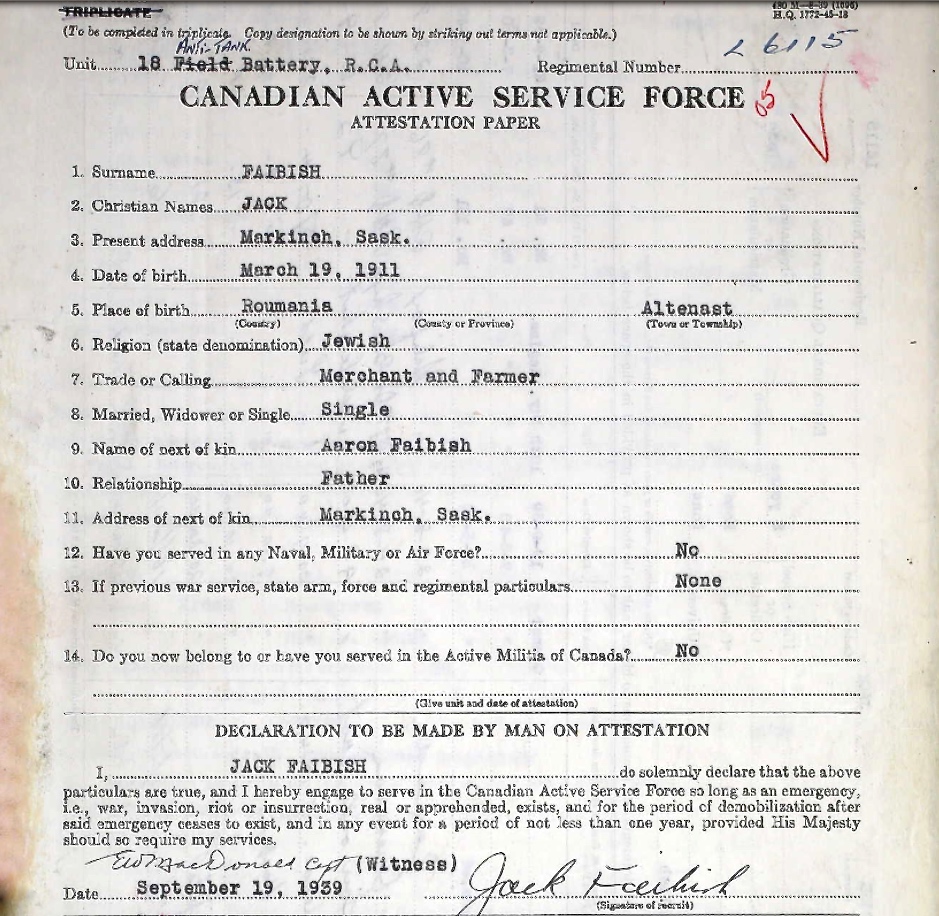 TRIPLICATE
480 M—8-39 (1696)
H.Q. 1772-45-18
(To be completed in triplicate. Copy designation to be shown by striking out terms not applicable.)
ANTI-TANK
Unit 18 Field Battery, R.C.A. Regimental Number L 6115
CANADIAN ACTIVE SERVICE FORCE
05
ATTESTATION PAPER
1. Surname FAIBISH
2. Christian Names JACK
3. Present address Markinch, Sask.
4. Date of birth March 19, 1911
5. Place of birth Roumania Altenast
(Country) (County or Province) (Town or Township)
6. Religion (state denomination) Jewish
7. Trade or Calling Merchant and Farmer
8. Married, Widower or Single Single
9. Name of next of kin Aaron Faibish
10. Relationship Father
11. Address of next of kin Markinch, Sask.
12. Have you served in any Naval, Military or Air Force? No
13. If previous war service, state arm, force and regimental particulars None
14. Do you now belong to or have you served in the Active Militia of Canada? No
(Give unit and date of attestation)
DECLARATION TO BE MADE BY MAN ON ATTESTATION
I, JACK FAIBISH do solemnly declare that the above
particulars are true, and I hereby engage to serve in the Canadian Active Service Force so long as an emergency,
i.e., war, invasion, riot or insurrection, real or apprehended, exists, and for the period of demobilization after
said emergency ceases to exist, and in any event for a period of not less than one year, provided His Majesty
should so require my services.
EW MacDonald Cpt (Witness)
Date September 19, 1939 Jack Faibish
(Signature of recruit)